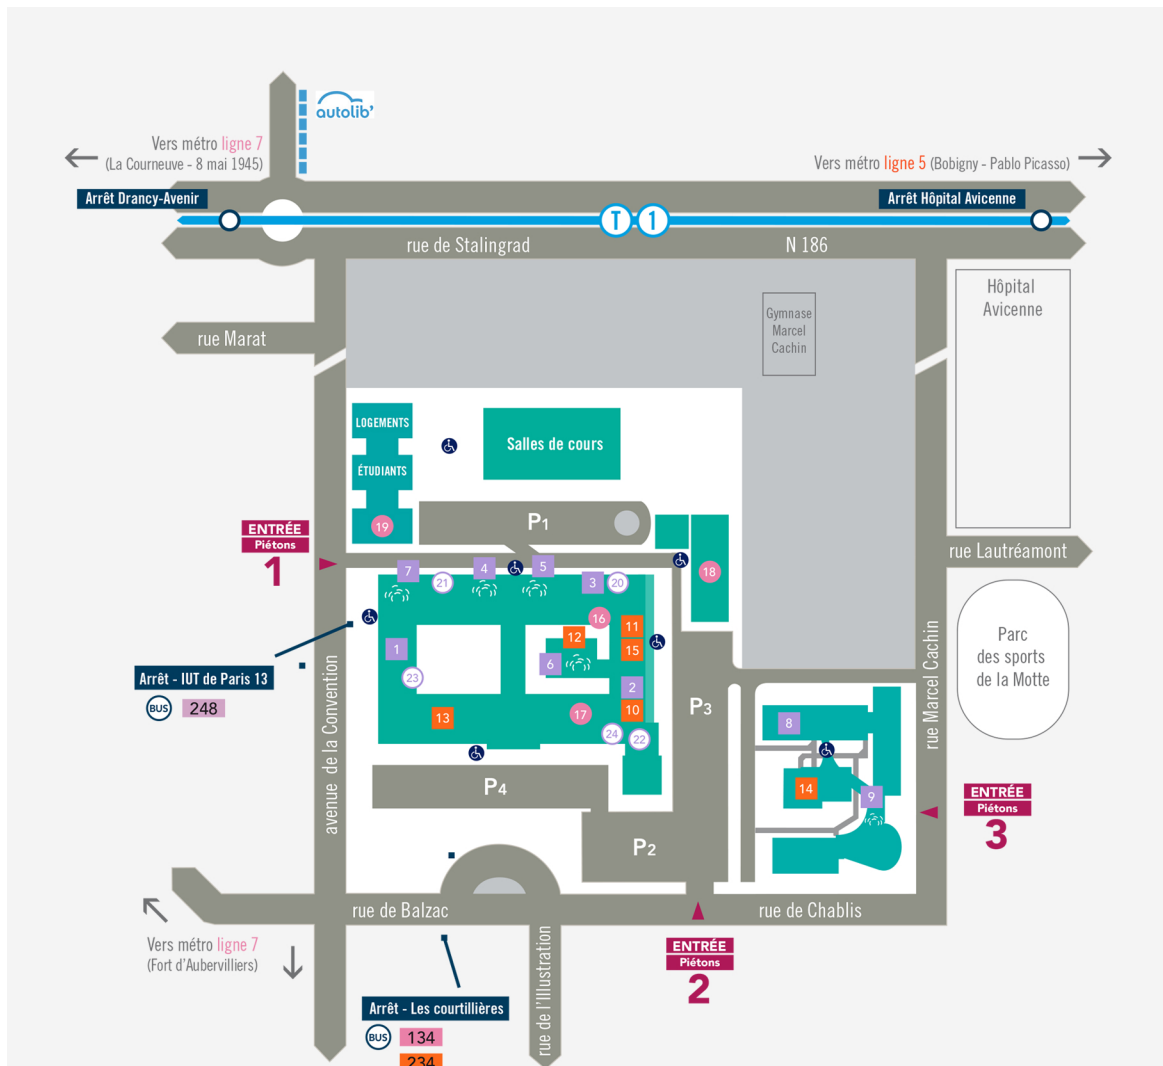 autolib'
Vers métro ligne 7
(La Courneuve - 8 mai 1945)
Vers métro ligne 5 (Bobigny - Pablo Picasso)
Arrêt Drancy-Avenir
Arrêt Hôpital Avicenne
T 1
rue de Stalingrad
N 186
Hôpital
Avicenne
Gymnase
Marcel
Cachin
rue Marat
LOGEMENTS
ÉTUDIANTS
Salles de cours
19
P1
ENTRÉE
Piétons
1
rue Lautréamont
7
21
4
5
3
20
18
16
11
12
15
1
6
23
2
10
13
17
24
22
Arrêt - IUT de Paris 13
BUS 248
avenue de la Convention
P3
rue Marcel Cachin
Parc
des sports
de la Motte
8
14
9
P4
P2
ENTRÉE
Piétons
3
rue de Balzac
rue de Chablis
Vers métro ligne 7
(Fort d'Aubervilliers)
rue de l'Illustration
ENTRÉE
Piétons
2
Arrêt - Les courtillières
BUS 134
234